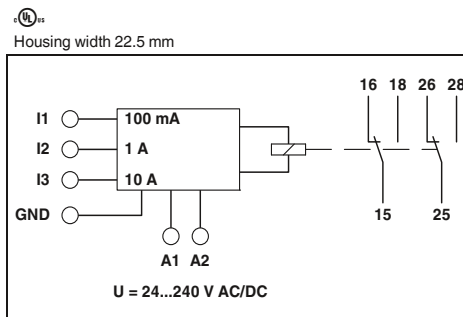 c UL us
Housing width 22.5 mm
16 18 26 28
I1 100 mA
I2 1 A
I3 10 A
GND
15 25
A1 A2
U = 24...240 V AC/DC